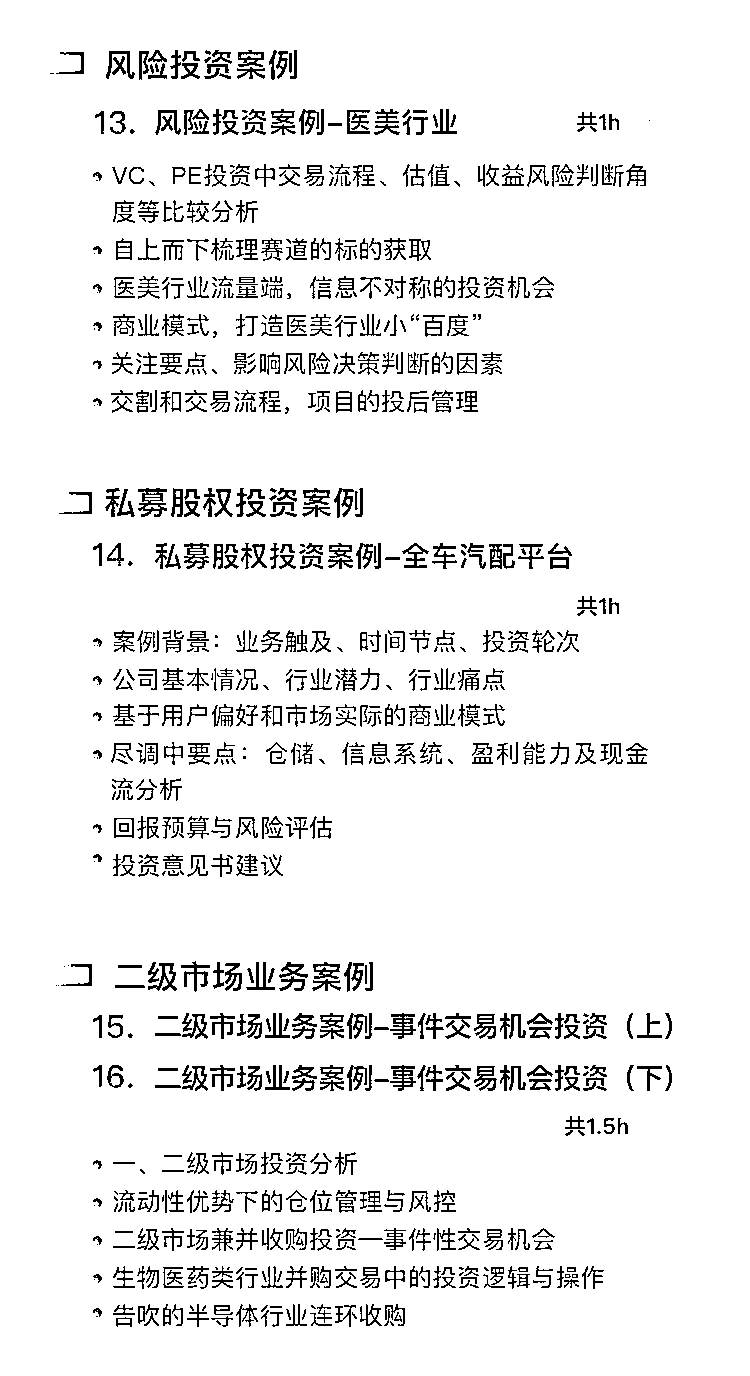 风险投资案例
13. 风险投资案例-医美行业 共1h
VC、PE投资中交易流程、估值、收益风险判断角
度等比较分析
自上而下梳理赛道的标的获取
医美行业流量端，信息不对称的投资机会
商业模式，打造医美行业小“百度”
关注要点、影响风险决策判断的因素
交割和交易流程，项目的投后管理
私募股权投资案例
14. 私募股权投资案例-全车汽配平台
共1h
案例背景：业务触及、时间节点、投资轮次
公司基本情况、行业潜力、行业痛点
基于用户偏好和市场实际的商业模式
尽调中要点：仓储、信息系统、盈利能力及现金
流分析
回报预算与风险评估
投资意见书建议
二级市场业务案例
15. 二级市场业务案例-事件交易机会投资（上）
16. 二级市场业务案例-事件交易机会投资（下）
共1.5h
一、二级市场投资分析
流动性优势下的仓位管理与风控
二级市场兼并收购投资—事件性交易机会
生物医药类行业并购交易中的投资逻辑与操作
告吹的半导体行业连环收购